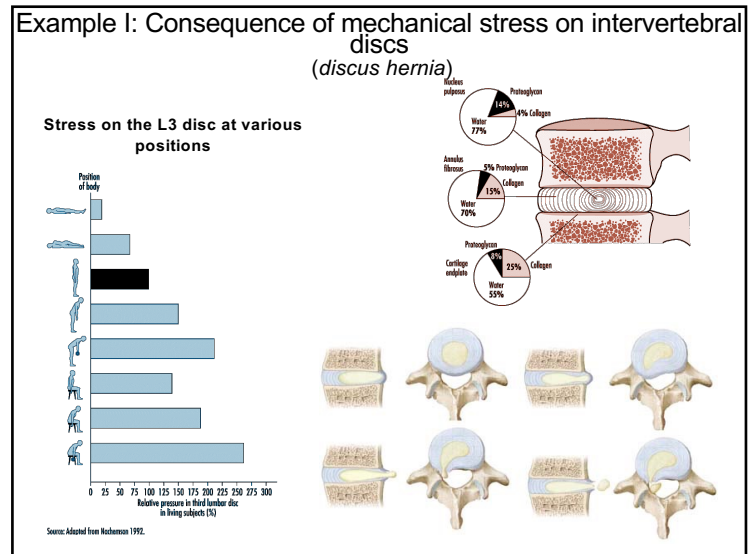 Example I: Consequence of mechanical stress on intervertebral
discs
(discus hernia)
Stress on the L3 disc at various
positions
Position
of body
0 25 50 75 100 125 150 175 200 225 250 275 300
Relative pressure in third lumbar disc
in living subjects (%)
Source: Adapted from Nachemson 1992.
Nucleus
pulposus
Proteoglycan
14%
4% Collagen
Water
77%
Annulus
fibrosus
5% Proteoglycan
Collagen
15%
Water
70%
Proteoglycan
8%
Cartilage
endplate
25%
Collagen
Water
55%